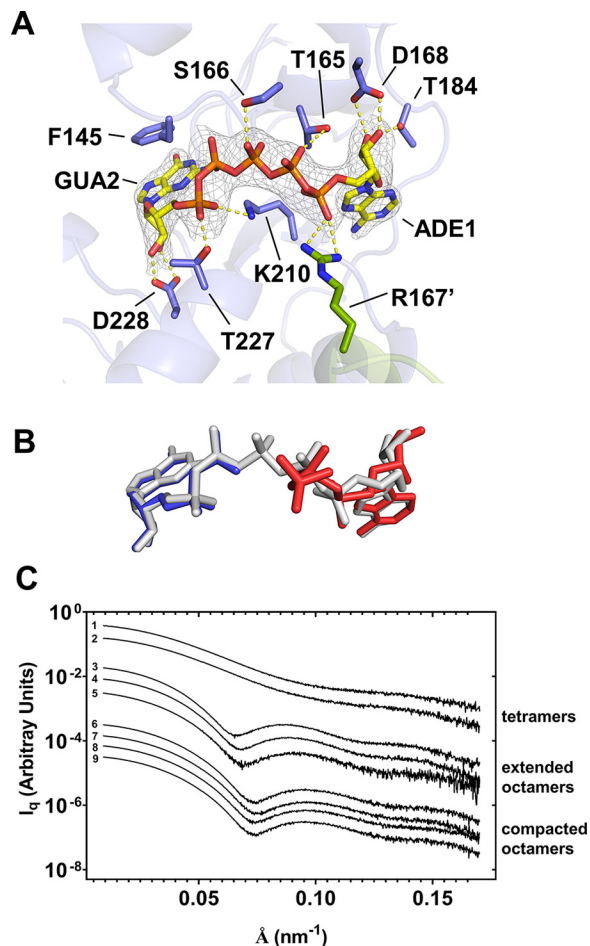 A
S166
T165
D168
T184
F145
GUA2
ADE1
K210
R167'
D228
T227
B
C
I_q (Arbitray Units)
10^0
10^-2
10^-4
10^-6
10^-8
1
2
3
4
5
6
7
8
9
tetramers
extended
octamers
compacted
octamers
0.05
0.10
0.15
Å (nm^-1)